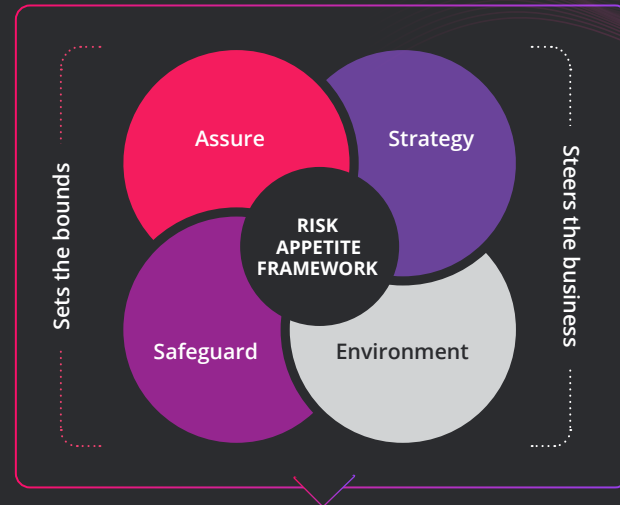 Assure
Strategy
Sets the bounds
RISK
APPETITE
FRAMEWORK
Steers the business
Safeguard
Environment